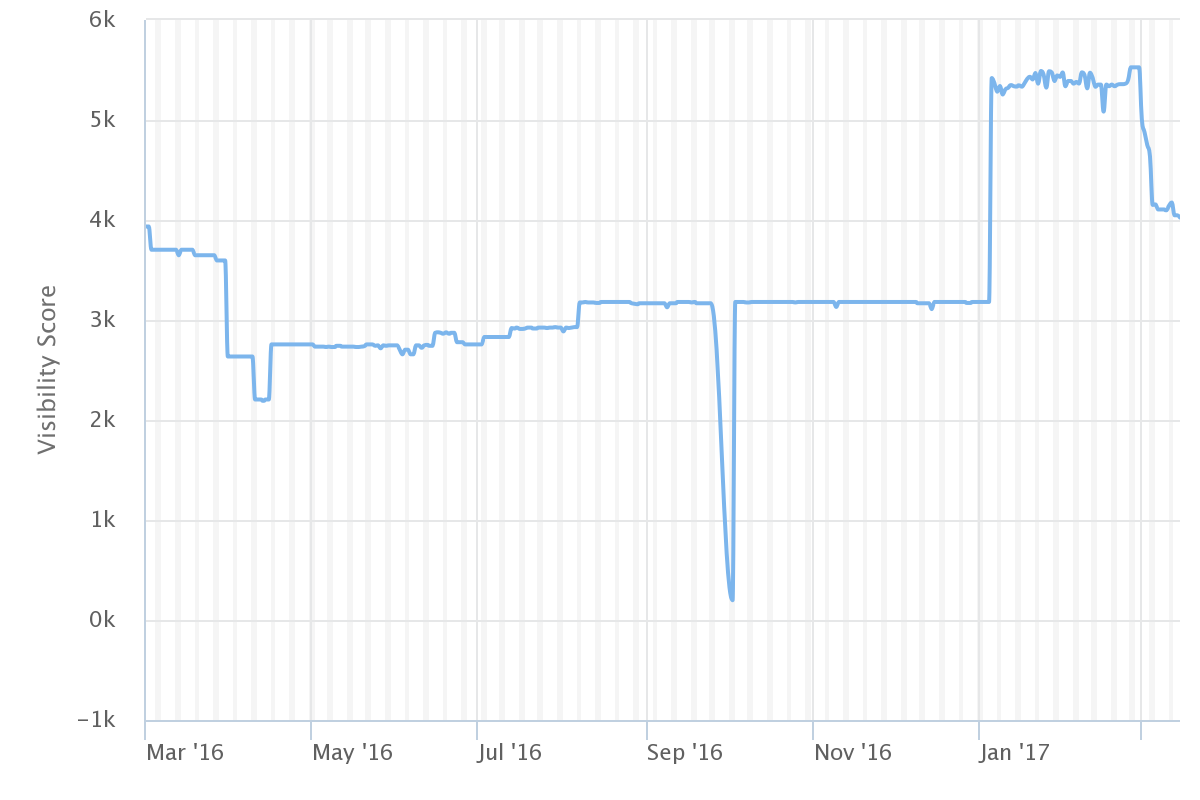 6k
5k
4k
3k
2k
1k
0k
−1k
Visibility Score
Mar '16
May '16
Jul '16
Sep '16
Nov '16
Jan '17